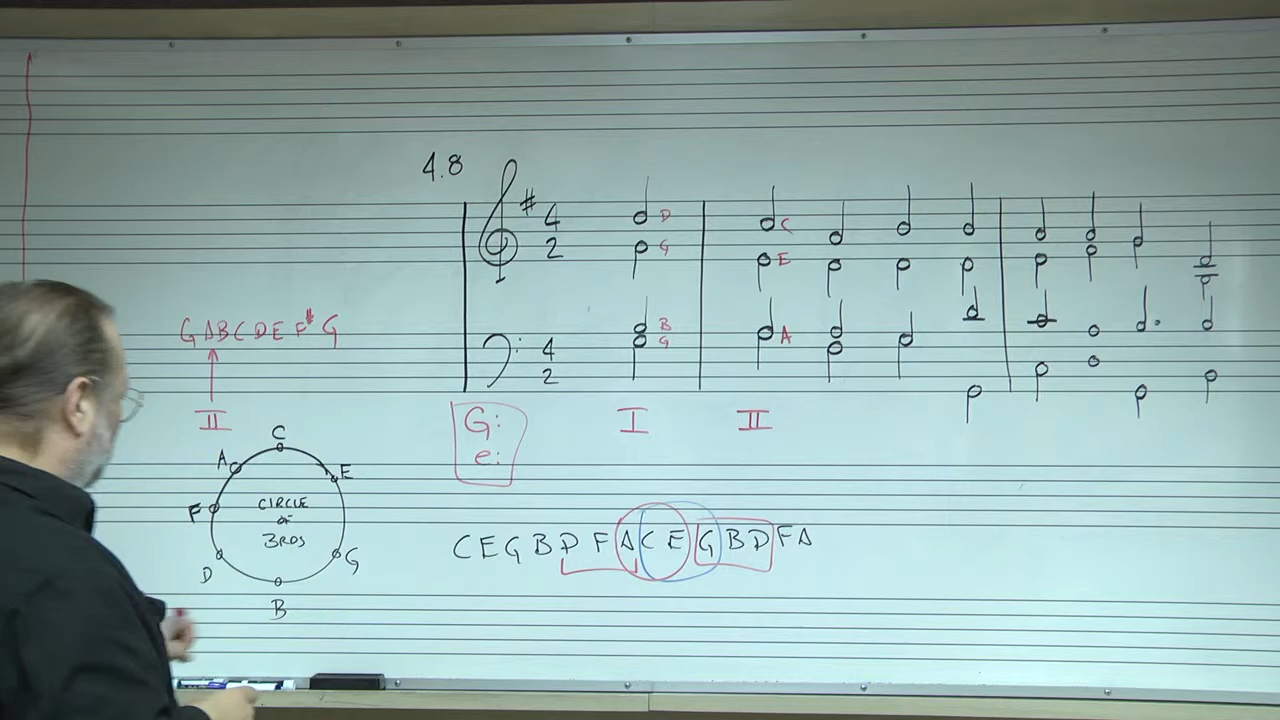 4.8
# 4 D C
2 G E
4 B A
2 G
G A B C D E F# G
II
G: I II
e:
C
A E
F CIRCLE
OF
3RDS
D G
B
C E G B D F A C E G B D F A